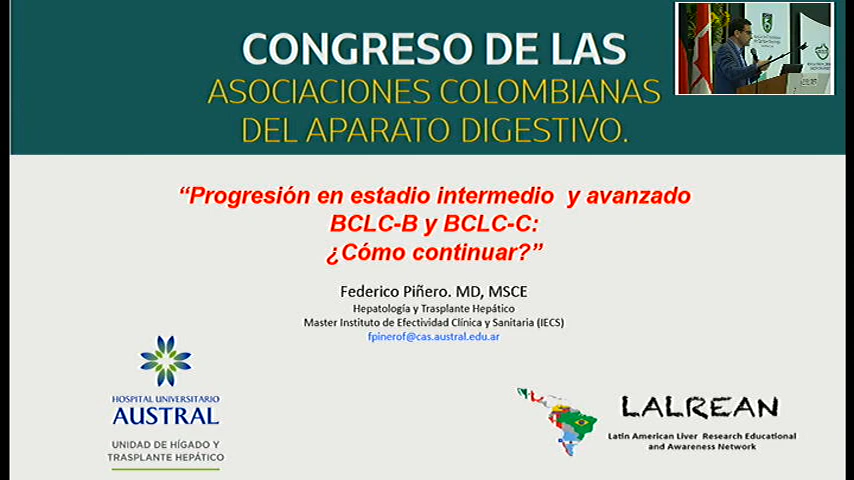 CONGRESO DE LAS
ASOCIACIONES COLOMBIANAS
DEL APARATO DIGESTIVO.
“Progresión en estadio intermedio y avanzado
BCLC-B y BCLC-C:
¿Cómo continuar?”
Federico Piñero. MD, MSCE
Hepatología y Trasplante Hepático
Master Instituto de Efectividad Clínica y Sanitaria (IECS)
fpinerof@cas.austral.edu.ar
HOSPITAL UNIVERSITARIO
AUSTRAL
UNIDAD DE HÍGADO Y
TRASPLANTE HEPÁTICO
LALREAN
Latin American Liver Research Educational
and Awareness Network